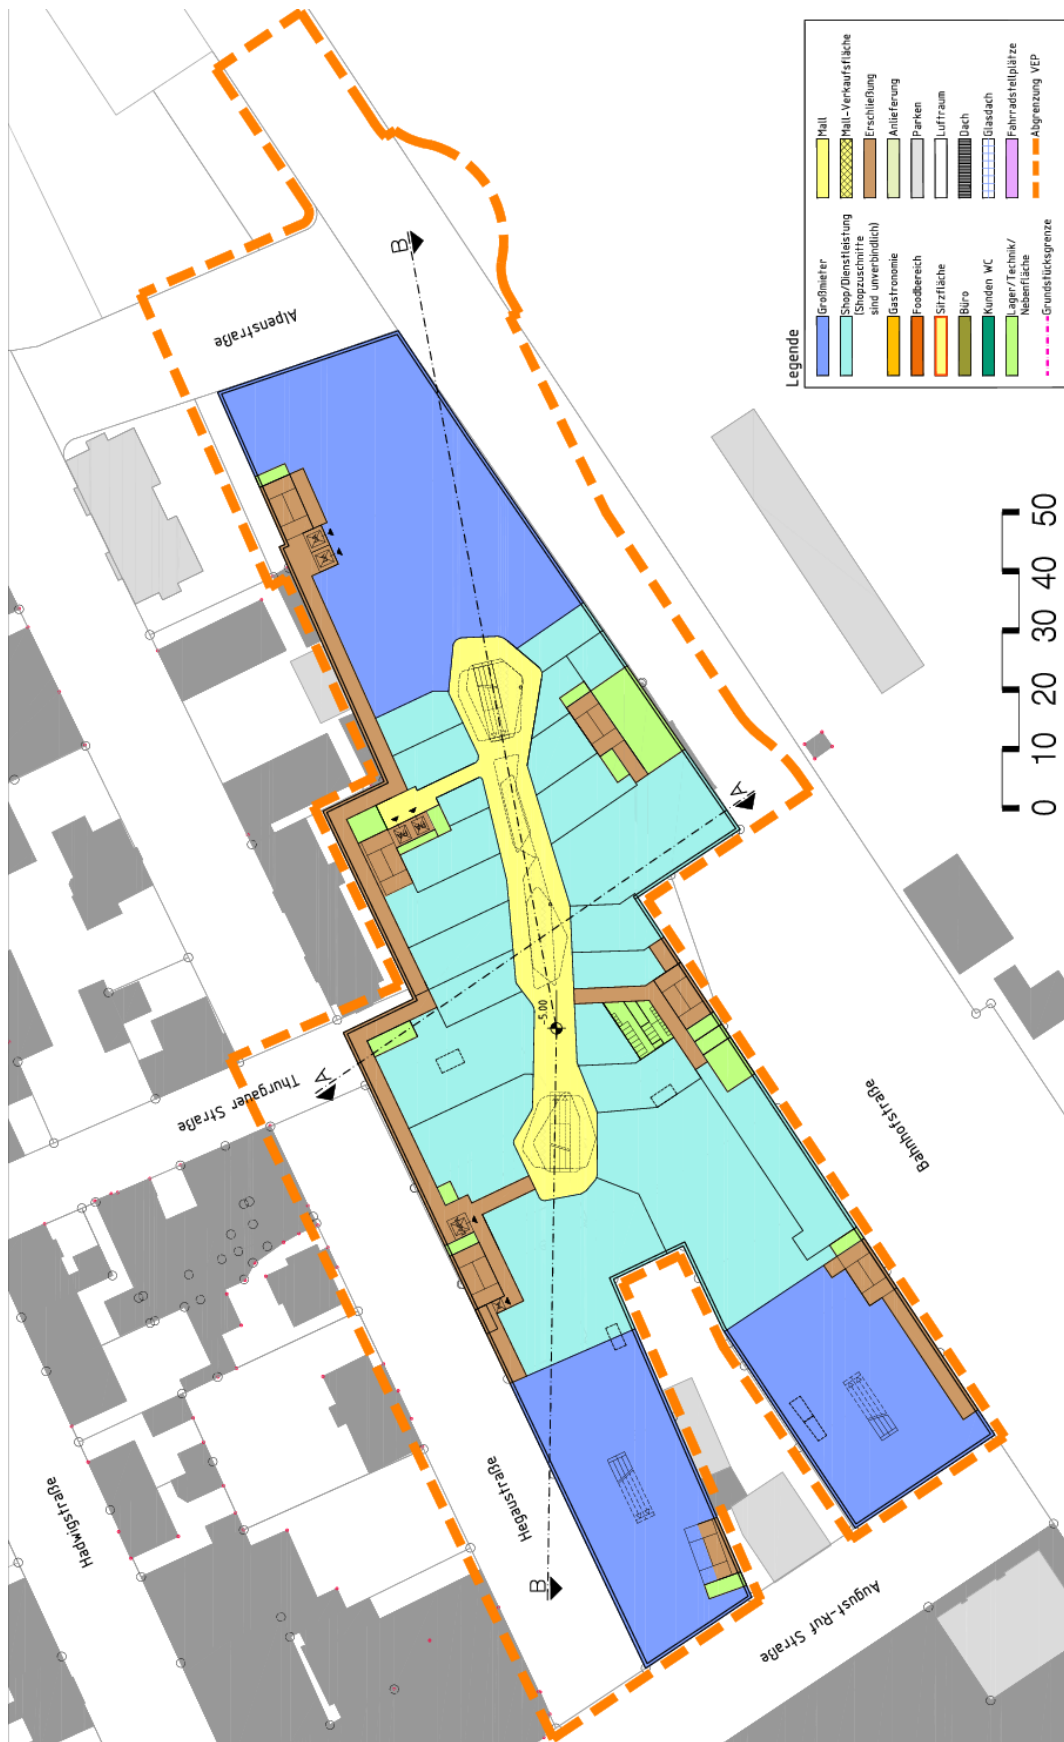 Alpenstraße
Thurgauer Straße
Hadwigstraße
Hegaustraße
Bahnhofstraße
August-Ruf Straße
A
A
B
B
-5.00
0 10 20 30 40 50
Legende
Großmieter
Shop/Dienstleistung
(Shopzuschnitte
sind unverbindlich)
Gastronomie
Foodbereich
Sitzfläche
Büro
Kunden WC
Lager/Technik/
Nebenfläche
Grundstücksgrenze
Mall
Mall-Verkaufsfläche
Erschließung
Anlieferung
Parken
Luftraum
Dach
Glasdach
Fahrradstellplätze
Abgrenzung VEP